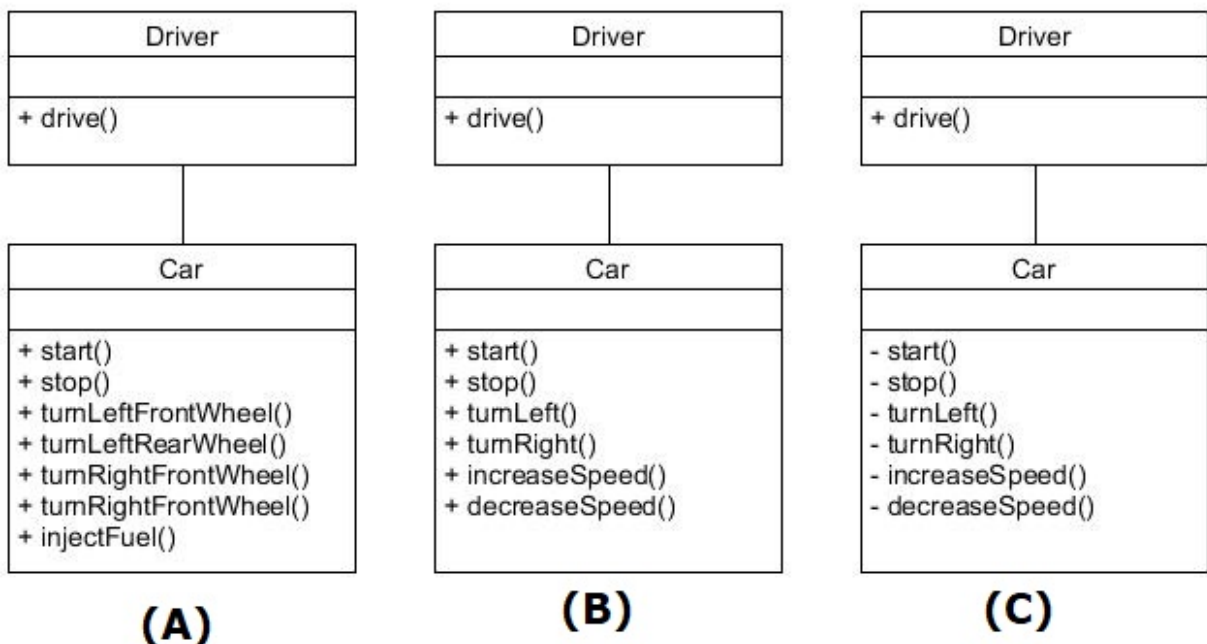 Driver
+ drive()
Car
+ start()
+ stop()
+ turnLeftFrontWheel()
+ turnLeftRearWheel()
+ turnRightFrontWheel()
+ turnRightFrontWheel()
+ injectFuel()
(A)
Driver
+ drive()
Car
+ start()
+ stop()
+ turnLeft()
+ turnRight()
+ increaseSpeed()
+ decreaseSpeed()
(B)
Driver
+ drive()
Car
- start()
- stop()
- turnLeft()
- turnRight()
- increaseSpeed()
- decreaseSpeed()
(C)